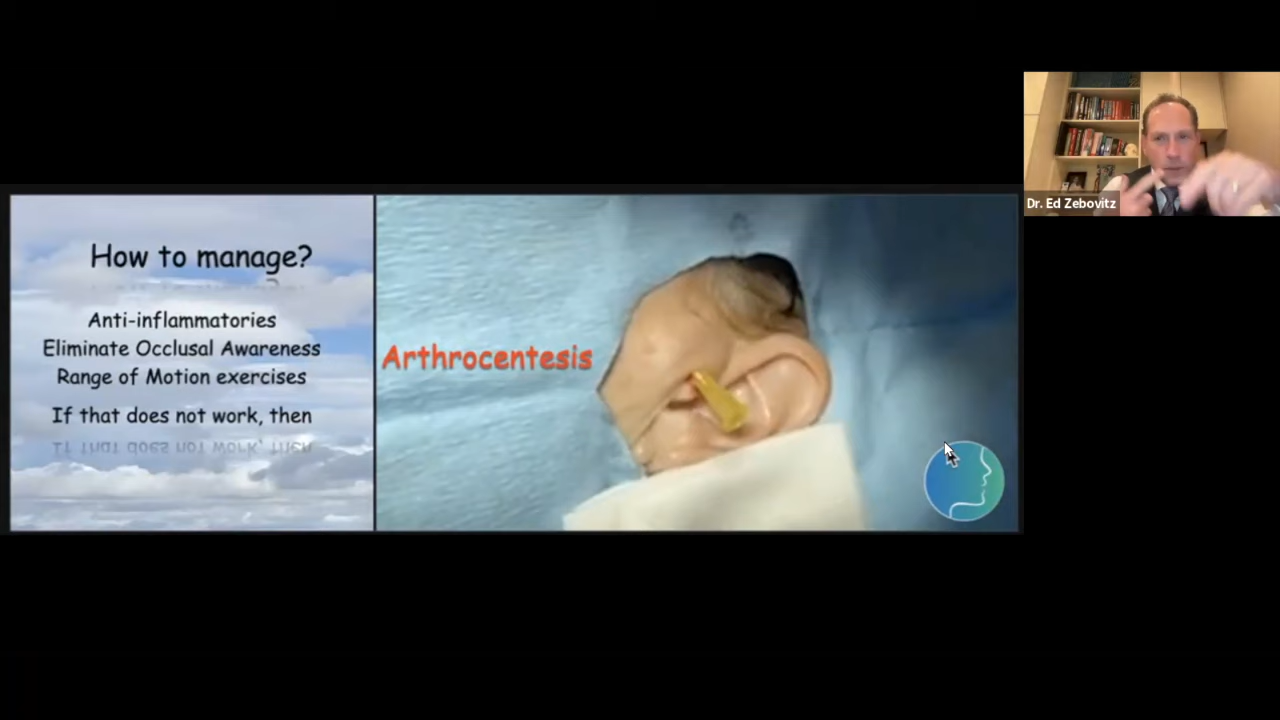 How to manage?
Anti-inflammatories
Eliminate Occlusal Awareness
Range of Motion exercises
If that does not work, then
Arthrocentesis
Dr. Ed Zebovitz